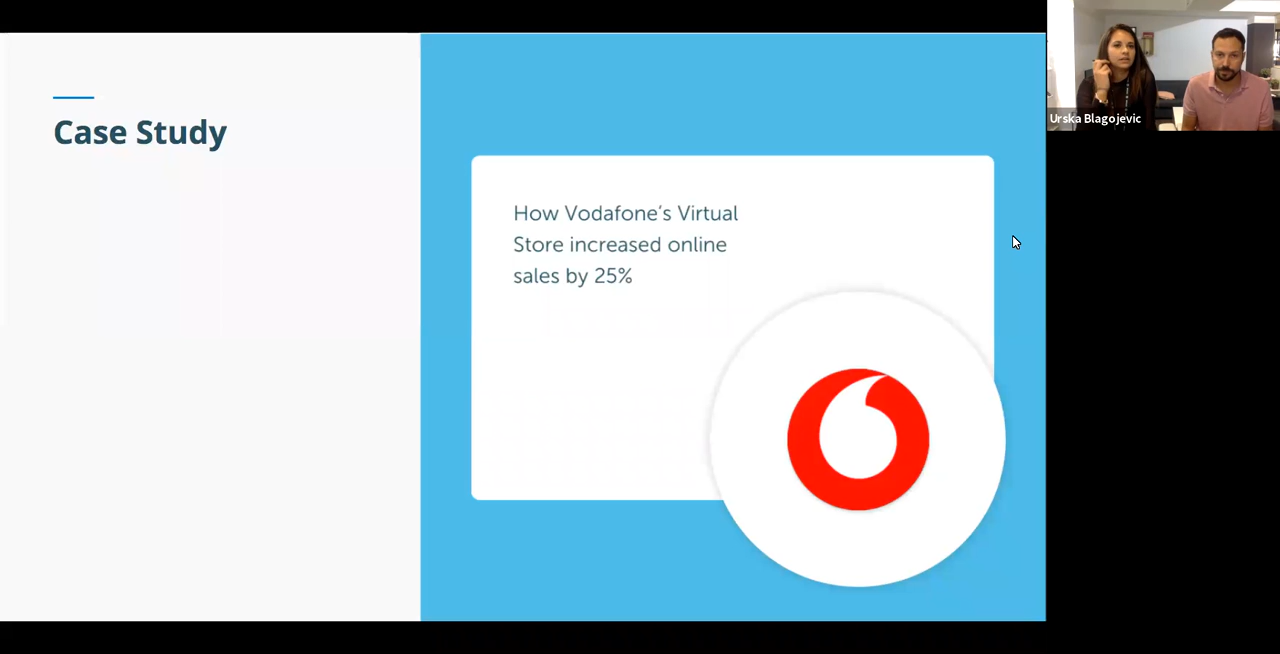 Case Study
How Vodafone's Virtual
Store increased online
sales by 25%
Urska Blagojevic